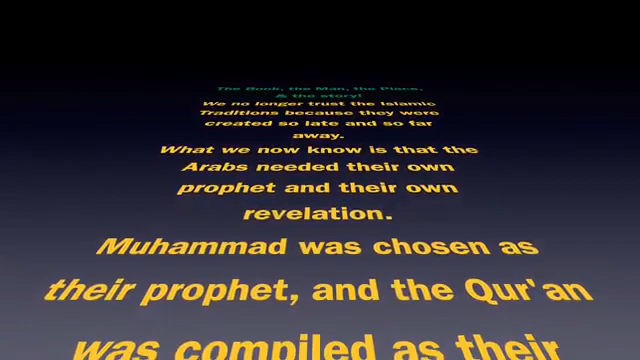 The Book, the Man, the Place,
& the story!
We no longer trust the Islamic
Traditions because they were
created so late and so far
away.
What we now know is that the
Arabs needed their own
prophet and their own
revelation.
Muhammad was chosen as
their prophet, and the Qur'an
was compiled as their